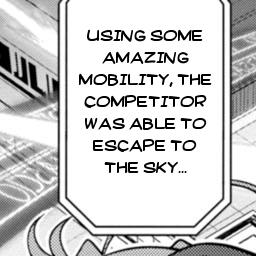 USING SOME
AMAZING
MOBILITY, THE
COMPETITOR
WAS ABLE TO
ESCAPE TO
THE SKY...